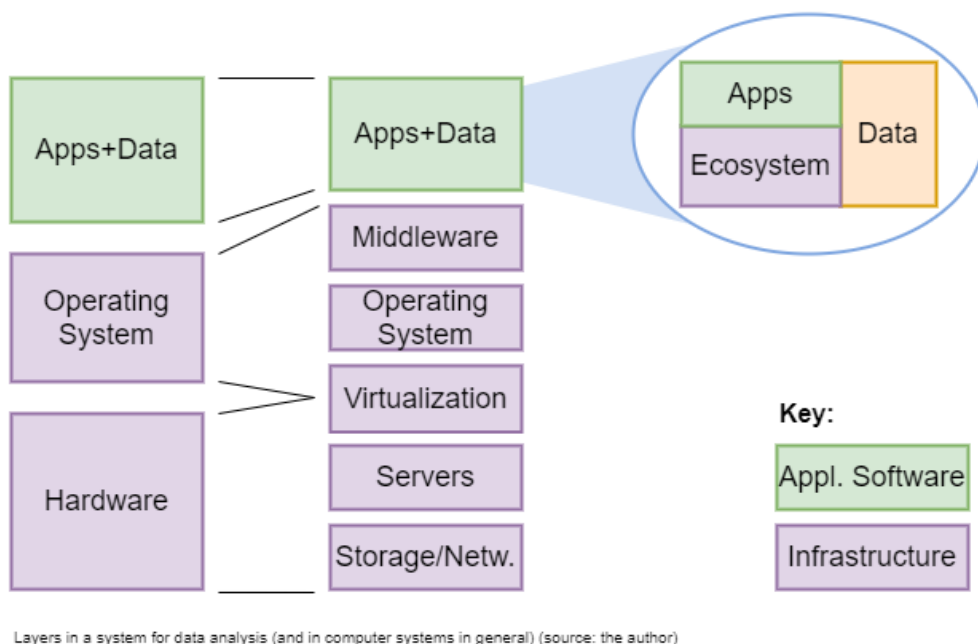 Apps+Data
Operating
System
Hardware
Apps+Data
Middleware
Operating
System
Virtualization
Servers
Storage/Netw.
Apps
Ecosystem
Data
Key:
Appl. Software
Infrastructure
Layers in a system for data analysis (and in computer systems in general) (source: the author)